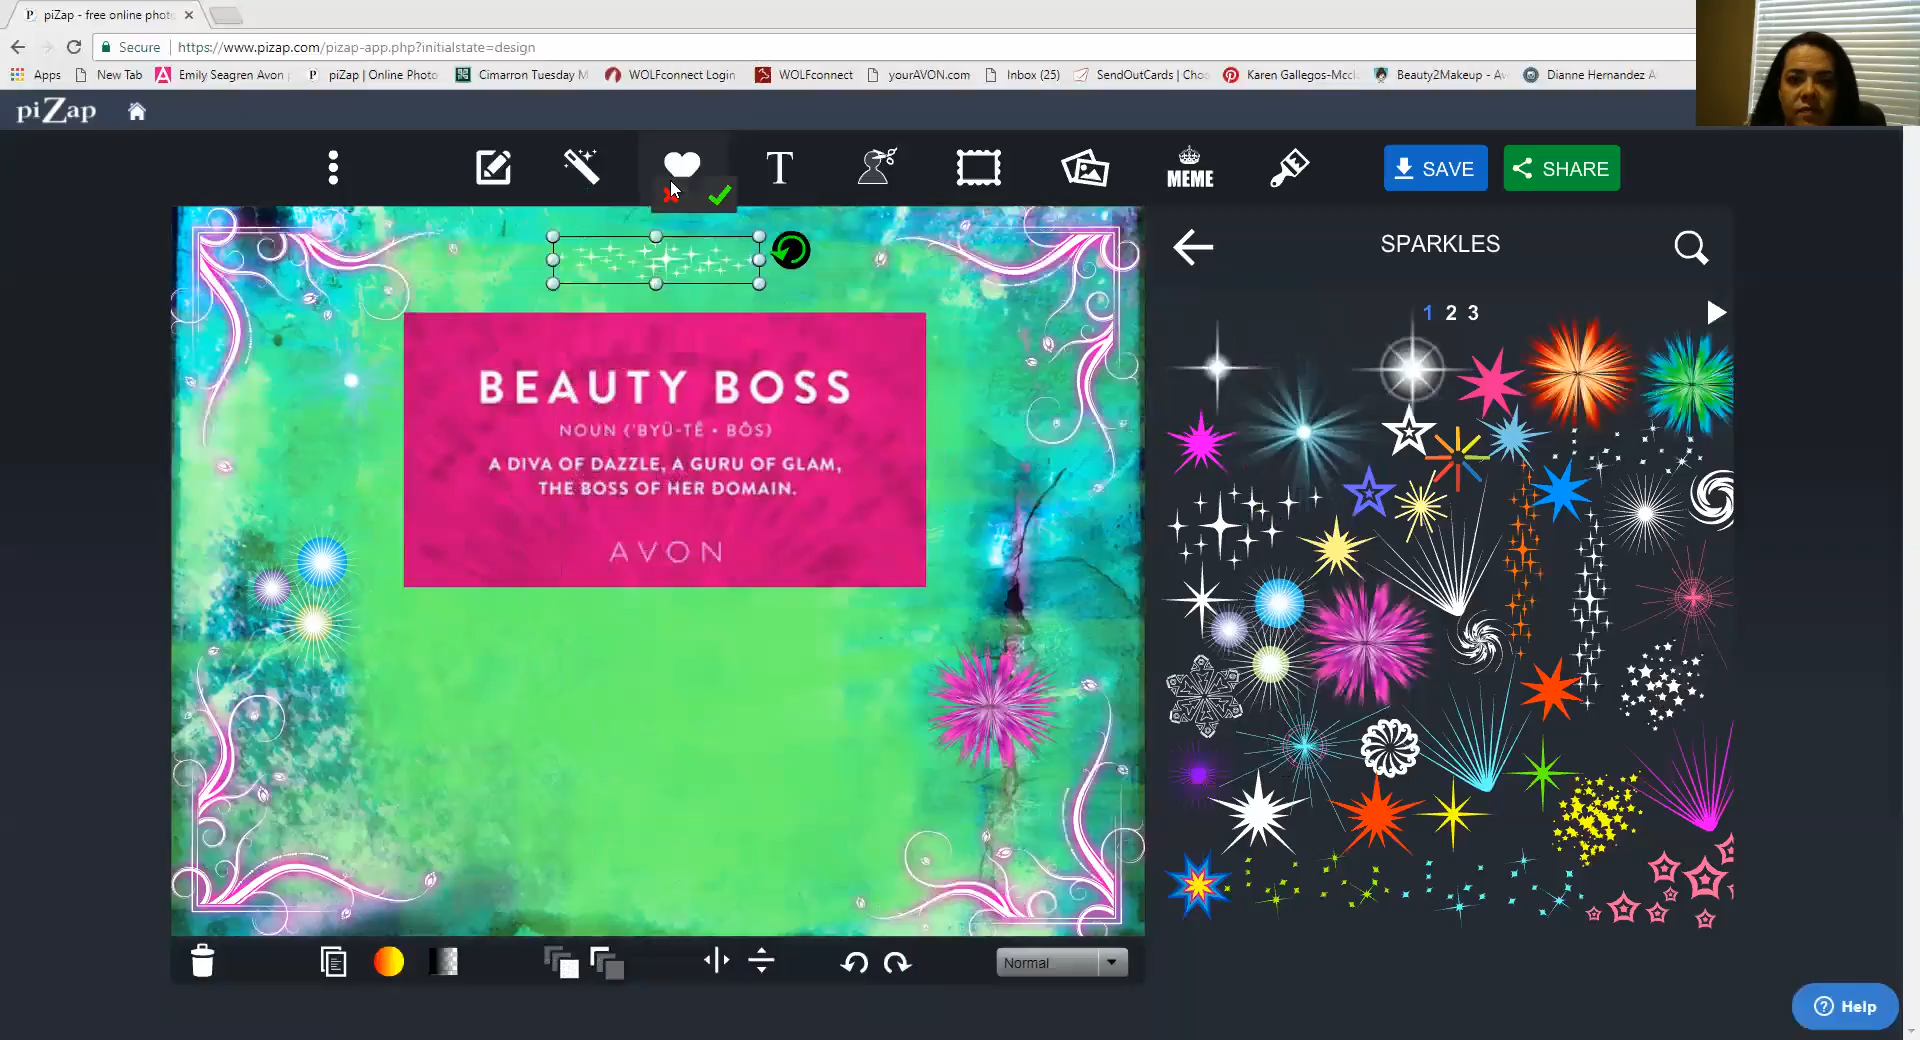 piZap - free online phot
Secure https://www.pizap.com/pizap-app.php?initialstate=design
Apps New Tab Emily Seagren Avon piZap | Online Photo Cimarron Tuesday M WOLFconnect Login WOLFconnect yourAVON.com Inbox (25) SendOutCards | Choo Karen Gallegos-Mccl Beauty2Makeup - Av Dianne Hernandez A
piZap
T MEME SAVE SHARE
SPARKLES
1 2 3
BEAUTY BOSS
NOUN ('BYÜ-TĒ • BÔS)
A DIVA OF DAZZLE, A GURU OF GLAM,
THE BOSS OF HER DOMAIN.
AVON
Normal
Help